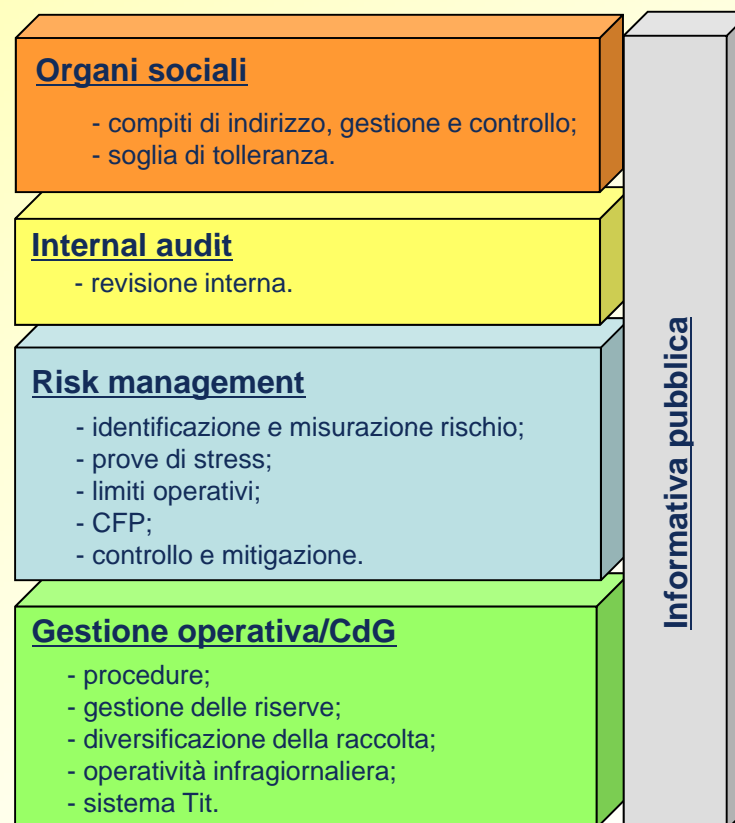 Organi sociali
- compiti di indirizzo, gestione e controllo;
- soglia di tolleranza.
Internal audit
- revisione interna.
Risk management
- identificazione e misurazione rischio;
- prove di stress;
- limiti operativi;
- CFP;
- controllo e mitigazione.
Gestione operativa/CdG
- procedure;
- gestione delle riserve;
- diversificazione della raccolta;
- operatività infragiornaliera;
- sistema Tit.
Informativa pubblica